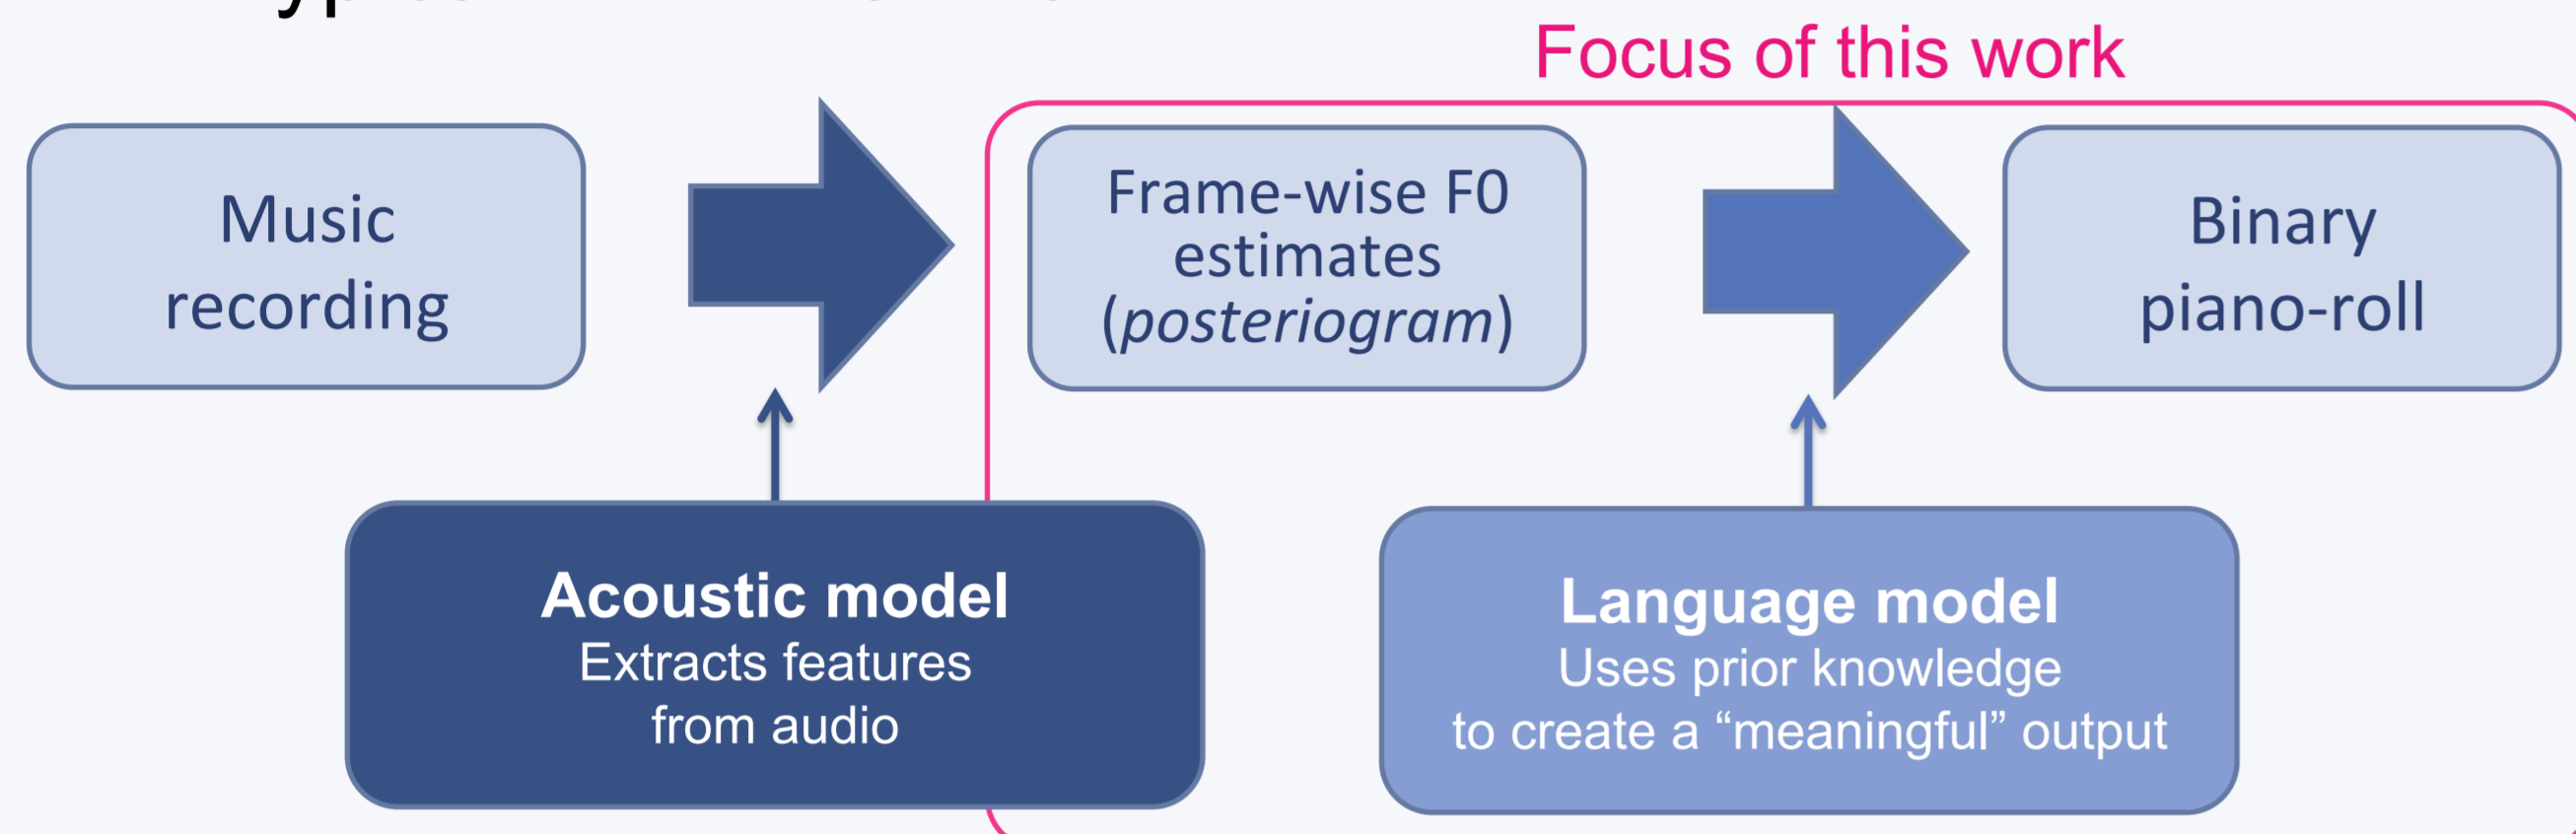 Focus of this work
Music
recording
Frame-wise F0
estimates
(posteriogram)
Binary
piano-roll
Acoustic model
Extracts features
from audio
Language model
Uses prior knowledge
to create a “meaningful” output